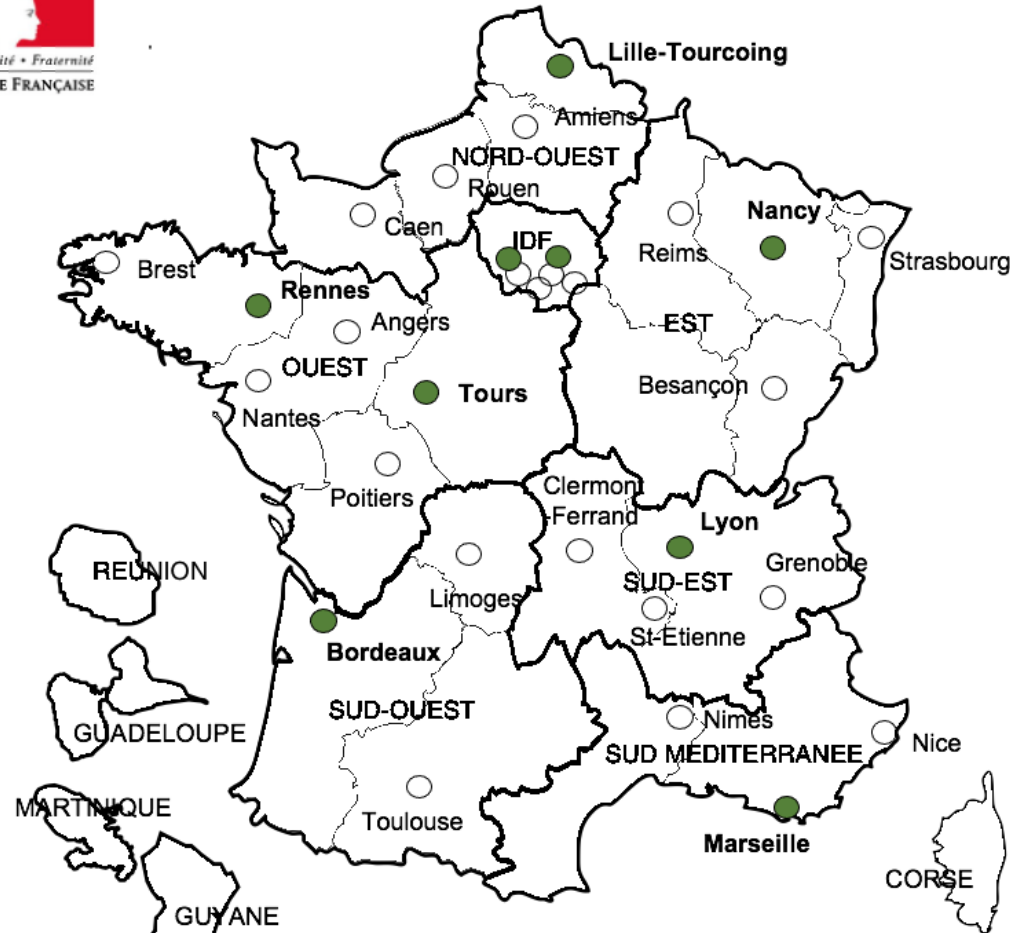 ité • Fraternité
E FRANÇAISE
Lille-Tourcoing
Amiens
NORD-OUEST
Rouen
Caen
IDF
Nancy
Reims
Strasbourg
Brest
Rennes
Angers
EST
OUEST
Besançon
Tours
Nantes
Poitiers
Clermont
-Ferrand
Lyon
Grenoble
REUNION
SUD-EST
Limoges
St-Etienne
Bordeaux
SUD-OUEST
Nimes
GUADELOUPE
SUD MEDITERRANEE
Nice
MARTINIQUE
Toulouse
Marseille
CORSE
GUYANE